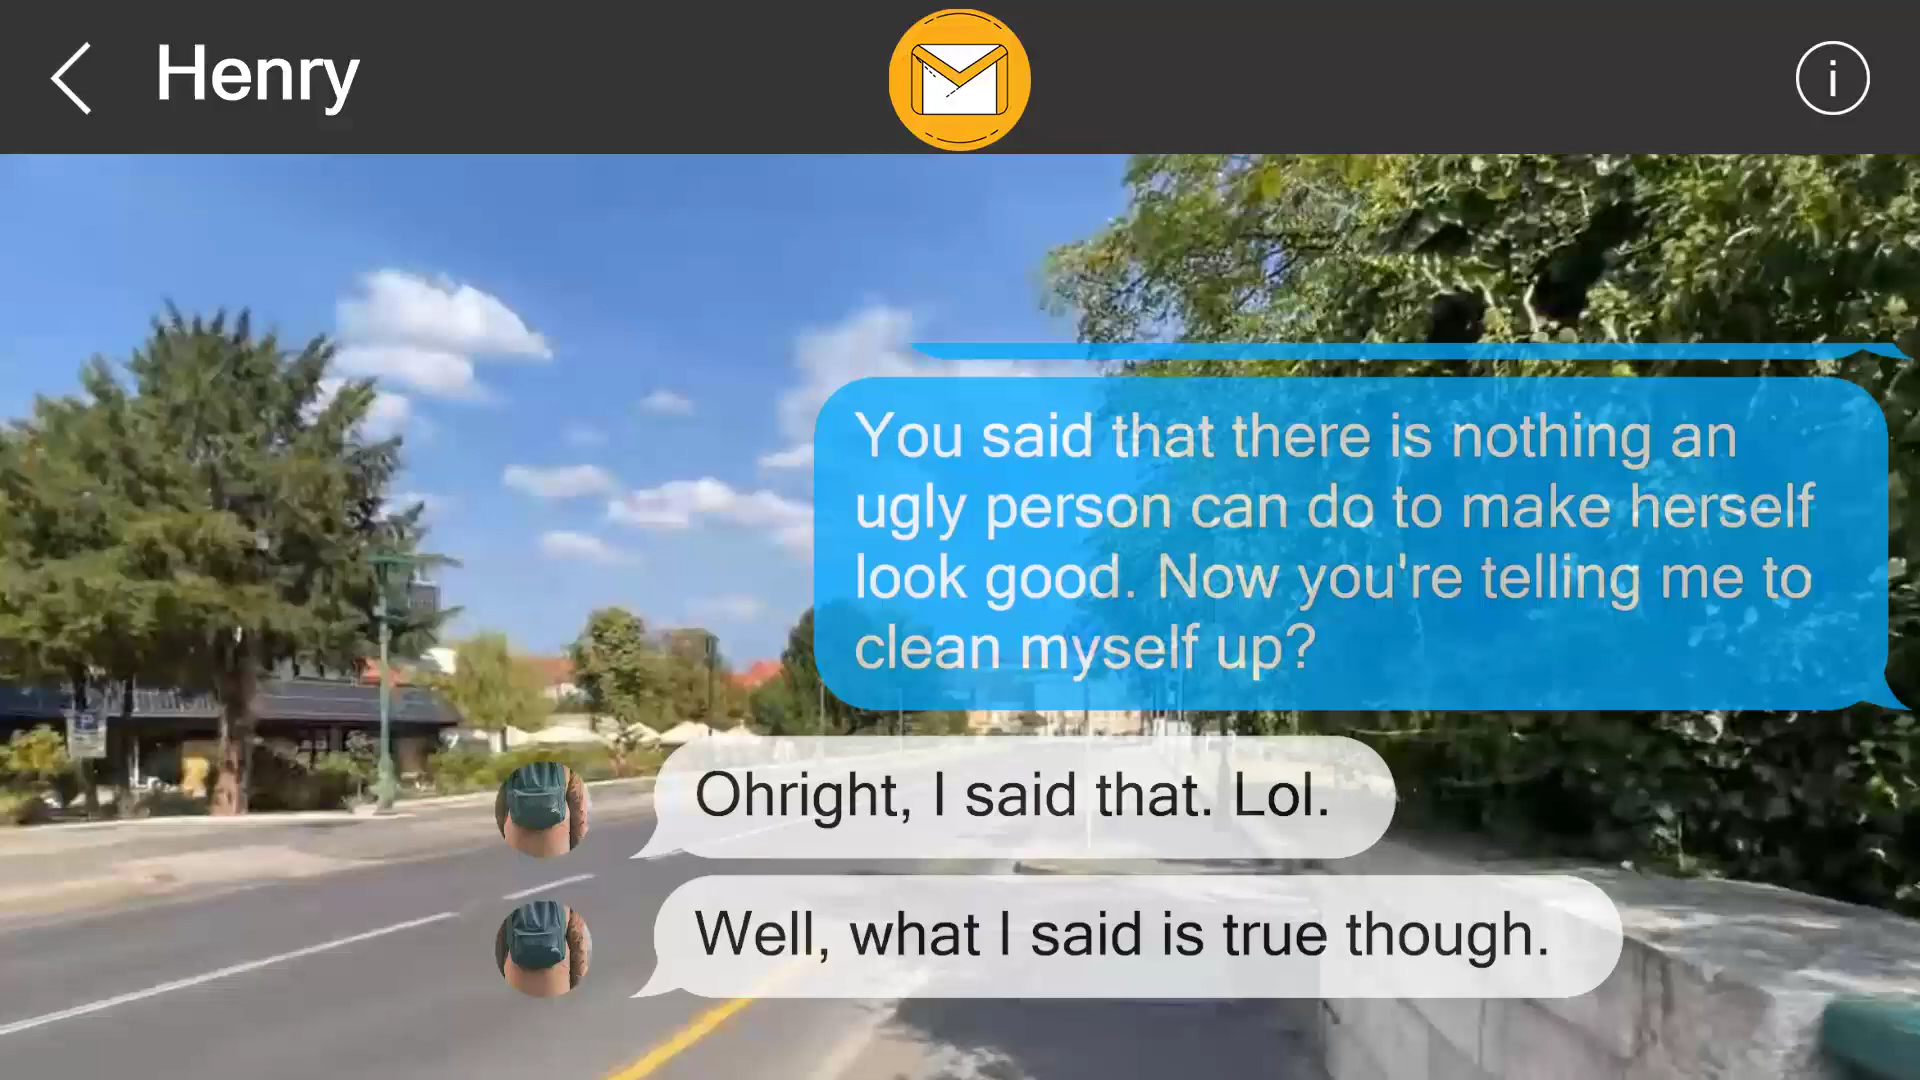 Henry
i
You said that there is nothing an
ugly person can do to make herself
look good. Now you're telling me to
clean myself up?
Ohright, I said that. Lol.
Well, what I said is true though.